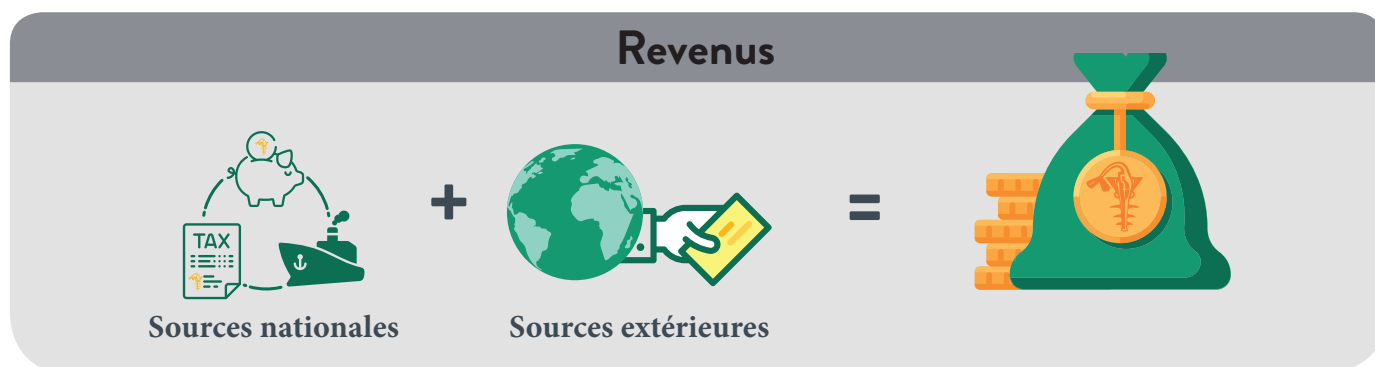 Revenus
TAX
+
=
Sources nationales
Sources extérieures